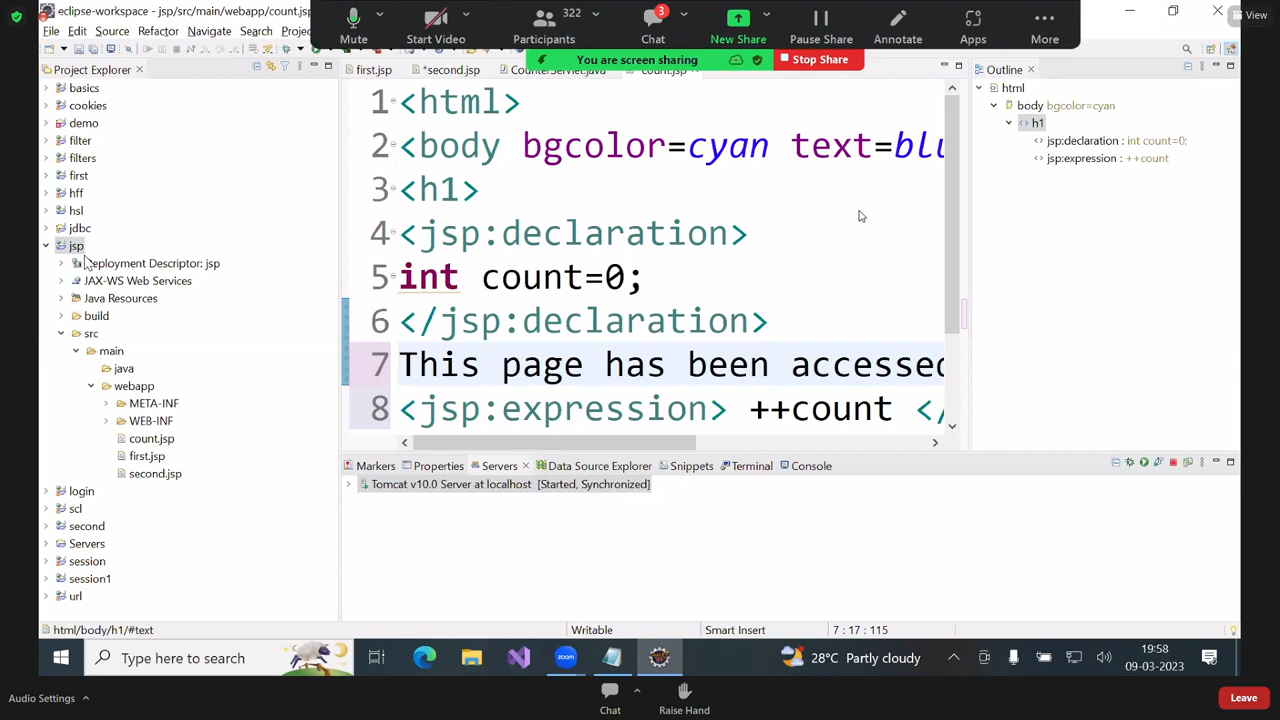 eclipse-workspace - jsp/src/main/webapp/count.jsp
Mute
Start Video
322
Participants
3
Chat
New Share
Pause Share
Annotate
Apps
More
View
File Edit Source Refactor Navigate Search
You are screen sharing
Stop Share
Project Explorer
first.jsp
*second.jsp
CounterServlet.java
count.jsp
Outline
basics
cookies
demo
filter
filters
first
hff
hsl
jdbc
jsp
Deployment Descriptor: jsp
JAX-WS Web Services
Java Resources
build
src
main
java
webapp
META-INF
WEB-INF
count.jsp
first.jsp
second.jsp
login
scl
second
Servers
session
session1
url
1 <html>
2 <body bgcolor=cyan text=blu
3 <h1>
4 <jsp:declaration>
5 int count=0;
6 </jsp:declaration>
7 This page has been accessed
8 <jsp:expression> ++count </
html
body bgcolor=cyan
h1
jsp:declaration : int count=0;
jsp:expression : ++count
Markers
Properties
Servers
Data Source Explorer
Snippets
Terminal
Console
Tomcat v10.0 Server at localhost [Started, Synchronized]
html/body/h1/#text
Writable
Smart Insert
7 : 17 : 115
Type here to search
28°C Partly cloudy
19:58
09-03-2023
Audio Settings
Chat
Raise Hand
Leave